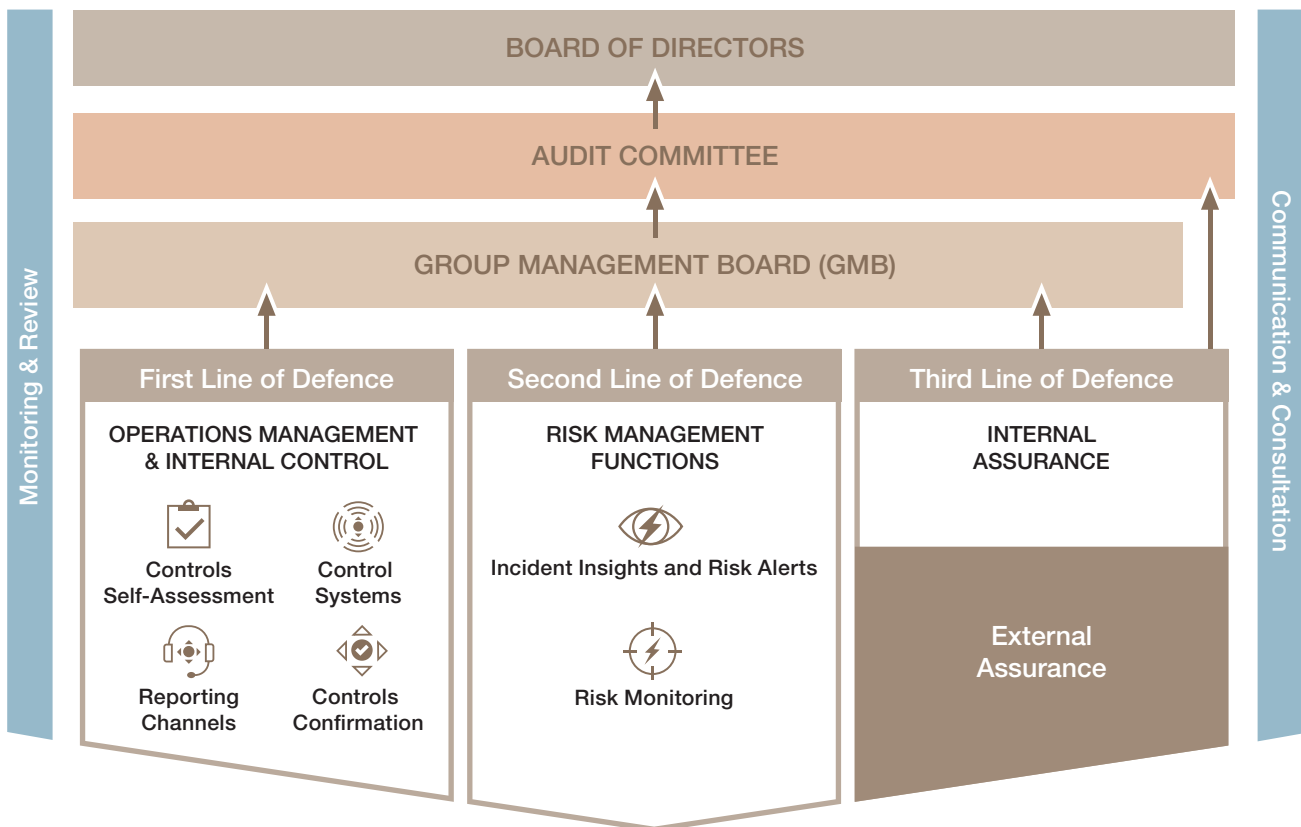 BOARD OF DIRECTORS
AUDIT COMMITTEE
GROUP MANAGEMENT BOARD (GMB)
Monitoring & Review
Communication & Consultation
First Line of Defence
OPERATIONS MANAGEMENT
& INTERNAL CONTROL
Controls
Self-Assessment
Control
Systems
Reporting
Channels
Controls
Confirmation
Second Line of Defence
RISK MANAGEMENT
FUNCTIONS
Incident Insights and Risk Alerts
Risk Monitoring
Third Line of Defence
INTERNAL
ASSURANCE
External
Assurance